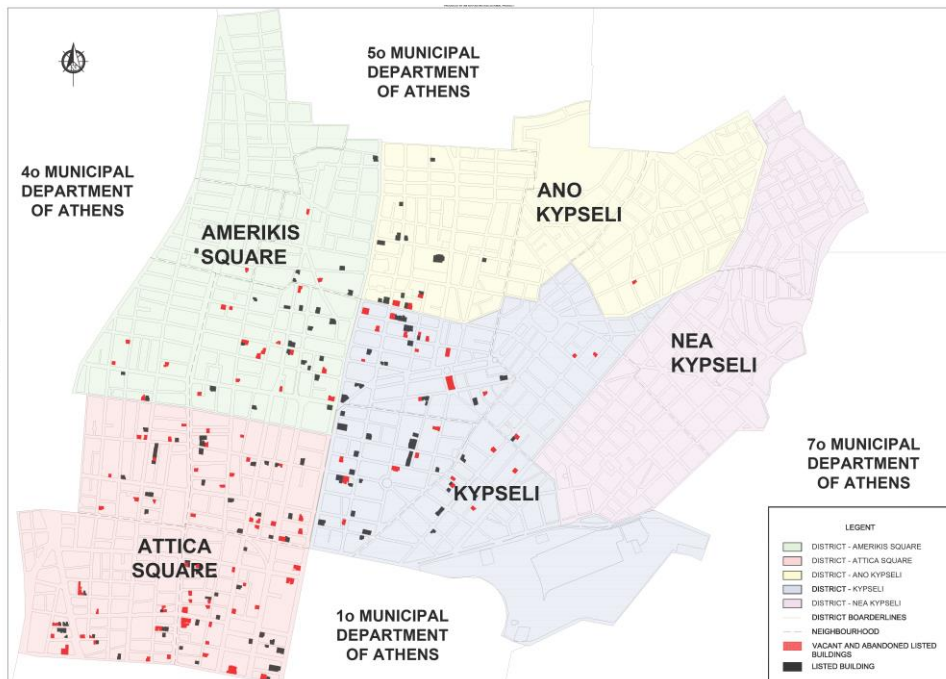 5o MUNICIPAL
DEPARTMENT
OF ATHENS
4o MUNICIPAL
DEPARTMENT
OF ATHENS
ANO
KYPSELI
AMERIKIS
SQUARE
NEA
KYPSELI
7o MUNICIPAL
DEPARTMENT
OF ATHENS
KYPSELI
ATTICA
SQUARE
1o MUNICIPAL
DEPARTMENT
OF ATHENS
LEGENT
DISTRICT - AMERIKIS SQUARE
DISTRICT - ATTICA SQUARE
DISTRICT - ANO KYPSELI
DISTRICT - KYPSELI
DISTRICT - NEA KYPSELI
DISTRICT BOARDERLINES
NEIGHBOURHOOD
VACANT AND ABANDONED LISTED
BUILDINGS
LISTED BUILDING